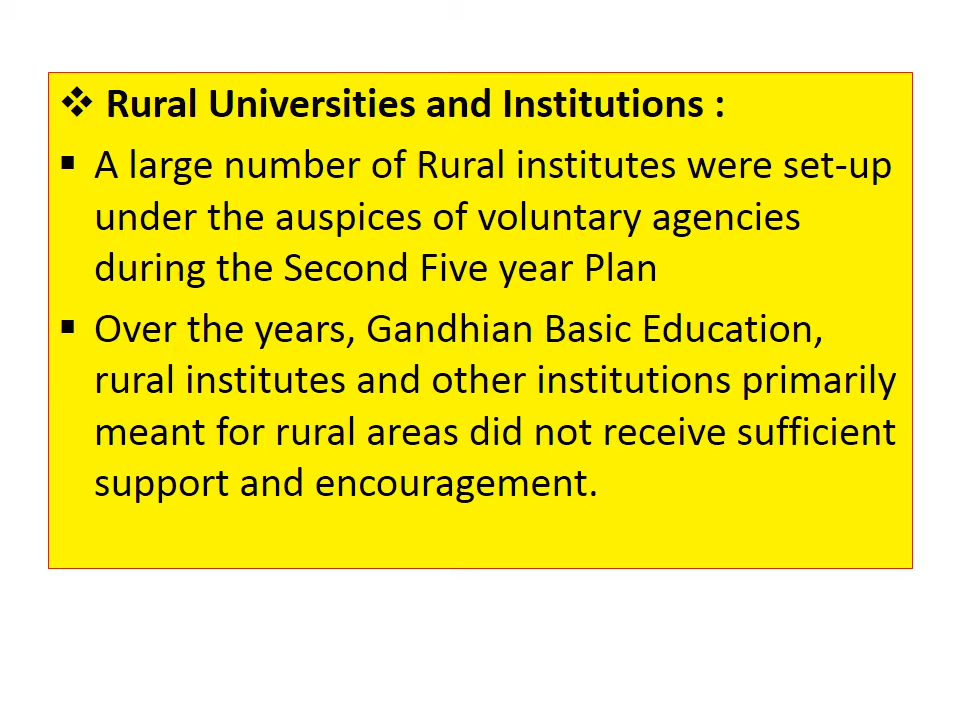 ❖ Rural Universities and Institutions :
▪ A large number of Rural institutes were set-up
under the auspices of voluntary agencies
during the Second Five year Plan
▪ Over the years, Gandhian Basic Education,
rural institutes and other institutions primarily
meant for rural areas did not receive sufficient
support and encouragement.